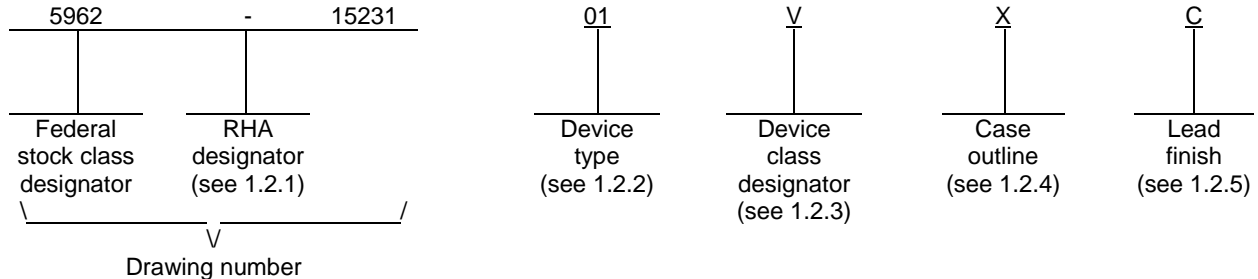 5962 - 15231 01 V X C
Federal stock class designator
RHA designator (see 1.2.1)
Device type (see 1.2.2)
Device class designator (see 1.2.3)
Case outline (see 1.2.4)
Lead finish (see 1.2.5)
\ /
\/
Drawing number